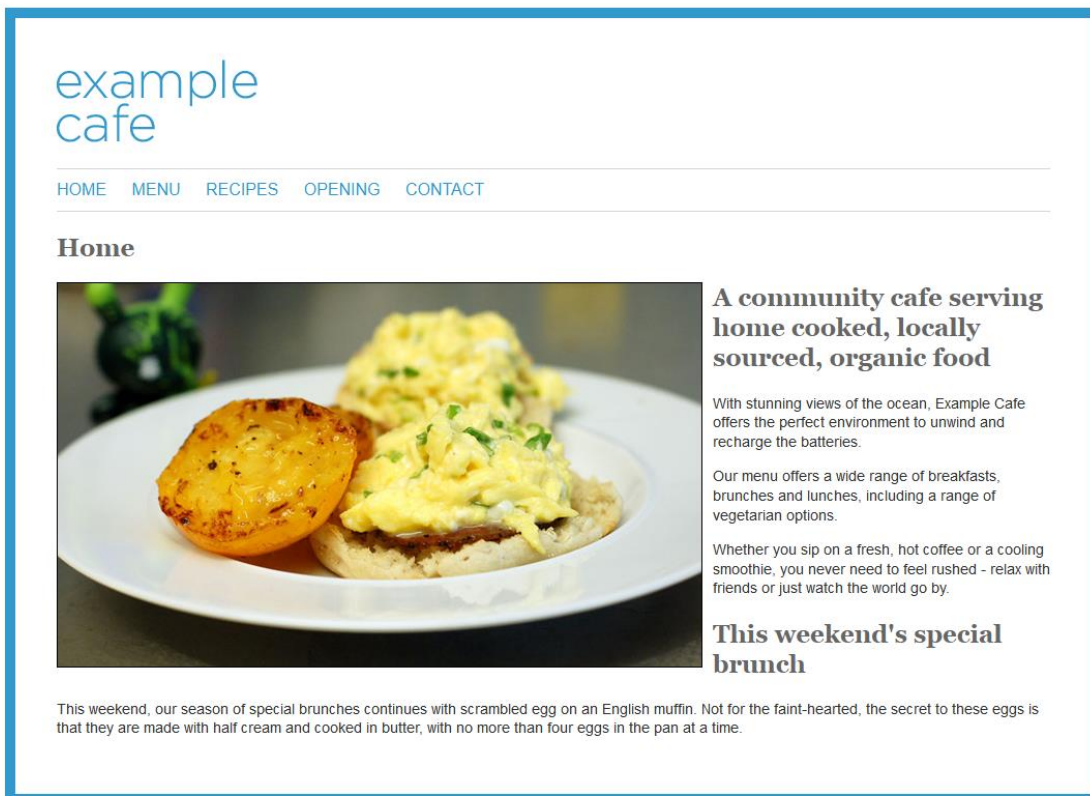 example
cafe
HOME MENU RECIPES OPENING CONTACT
Home
A community cafe serving
home cooked, locally
sourced, organic food
With stunning views of the ocean, Example Cafe
offers the perfect environment to unwind and
recharge the batteries.
Our menu offers a wide range of breakfasts,
brunches and lunches, including a range of
vegetarian options.
Whether you sip on a fresh, hot coffee or a cooling
smoothie, you never need to feel rushed - relax with
friends or just watch the world go by.
This weekend's special
brunch
This weekend, our season of special brunches continues with scrambled egg on an English muffin. Not for the faint-hearted, the secret to these eggs is
that they are made with half cream and cooked in butter, with no more than four eggs in the pan at a time.